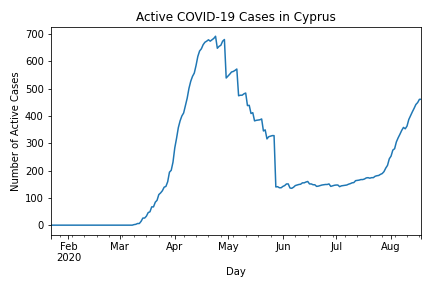 Active COVID-19 Cases in Cyprus
Number of Active Cases
700
600
500
400
300
200
100
0
Feb
2020
Mar
Apr
May
Jun
Jul
Aug
Day